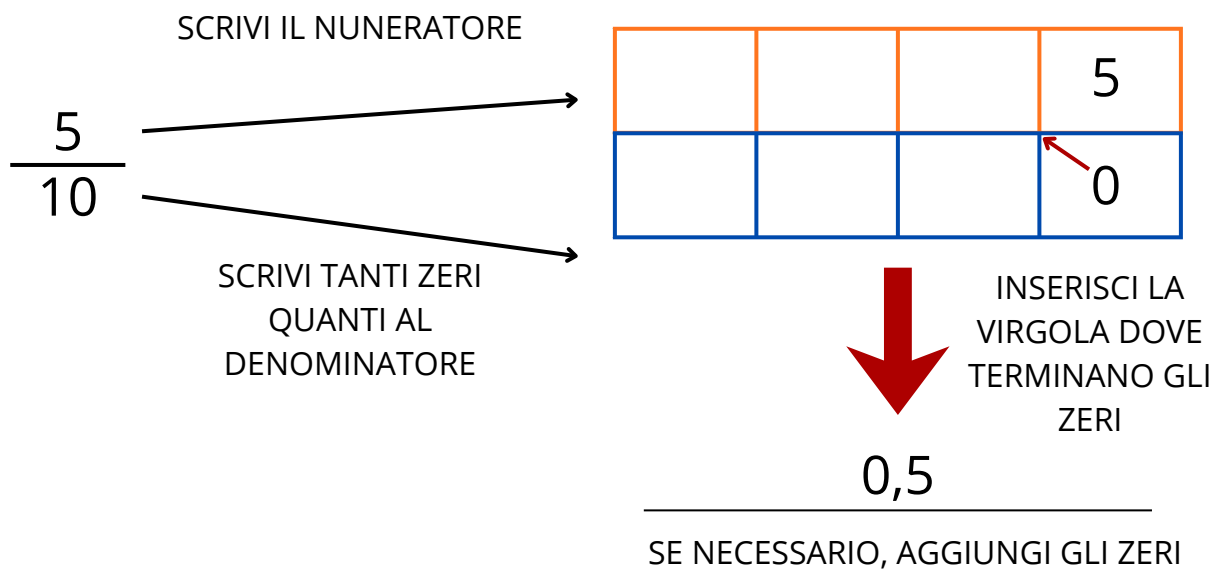 SCRIVI IL NUNERATORE
5
10
SCRIVI TANTI ZERI
QUANTI AL
DENOMINATORE
5
0
INSERISCI LA
VIRGOLA DOVE
TERMINANO GLI
ZERI
0,5
SE NECESSARIO, AGGIUNGI GLI ZERI